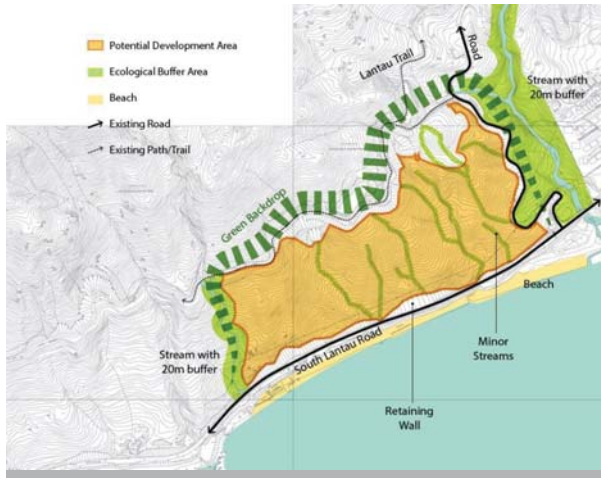 Potential Development Area
Ecological Buffer Area
Beach
Existing Road
Existing Path/Trail
Road
Lantau Trail
Stream with
20m buffer
Green Backdrop
Beach
Stream with
20m buffer
South Lantau Road
Minor
Streams
Retaining
Wall